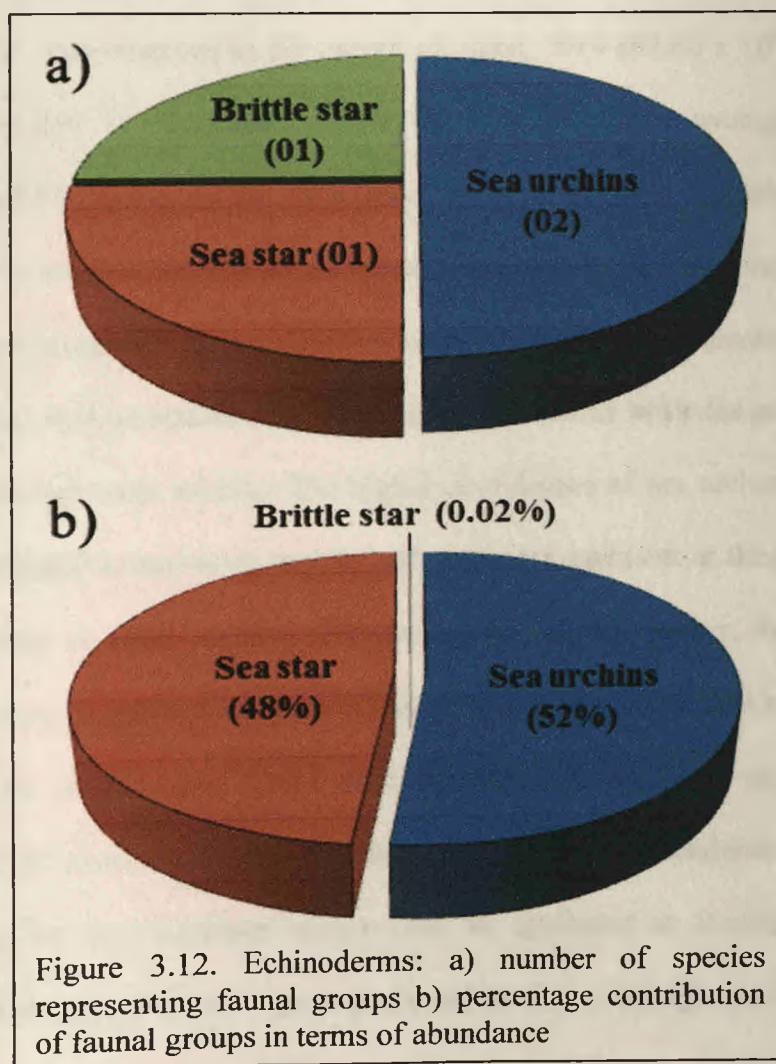 a)
Brittle star
(01)
Sea urchins
(02)
Sea star (01)
b)
Brittle star (0.02%)
Sea star
(48%)
Sea urchins
(52%)
Figure 3.12. Echinoderms: a) number of species
representing faunal groups b) percentage contribution
of faunal groups in terms of abundance